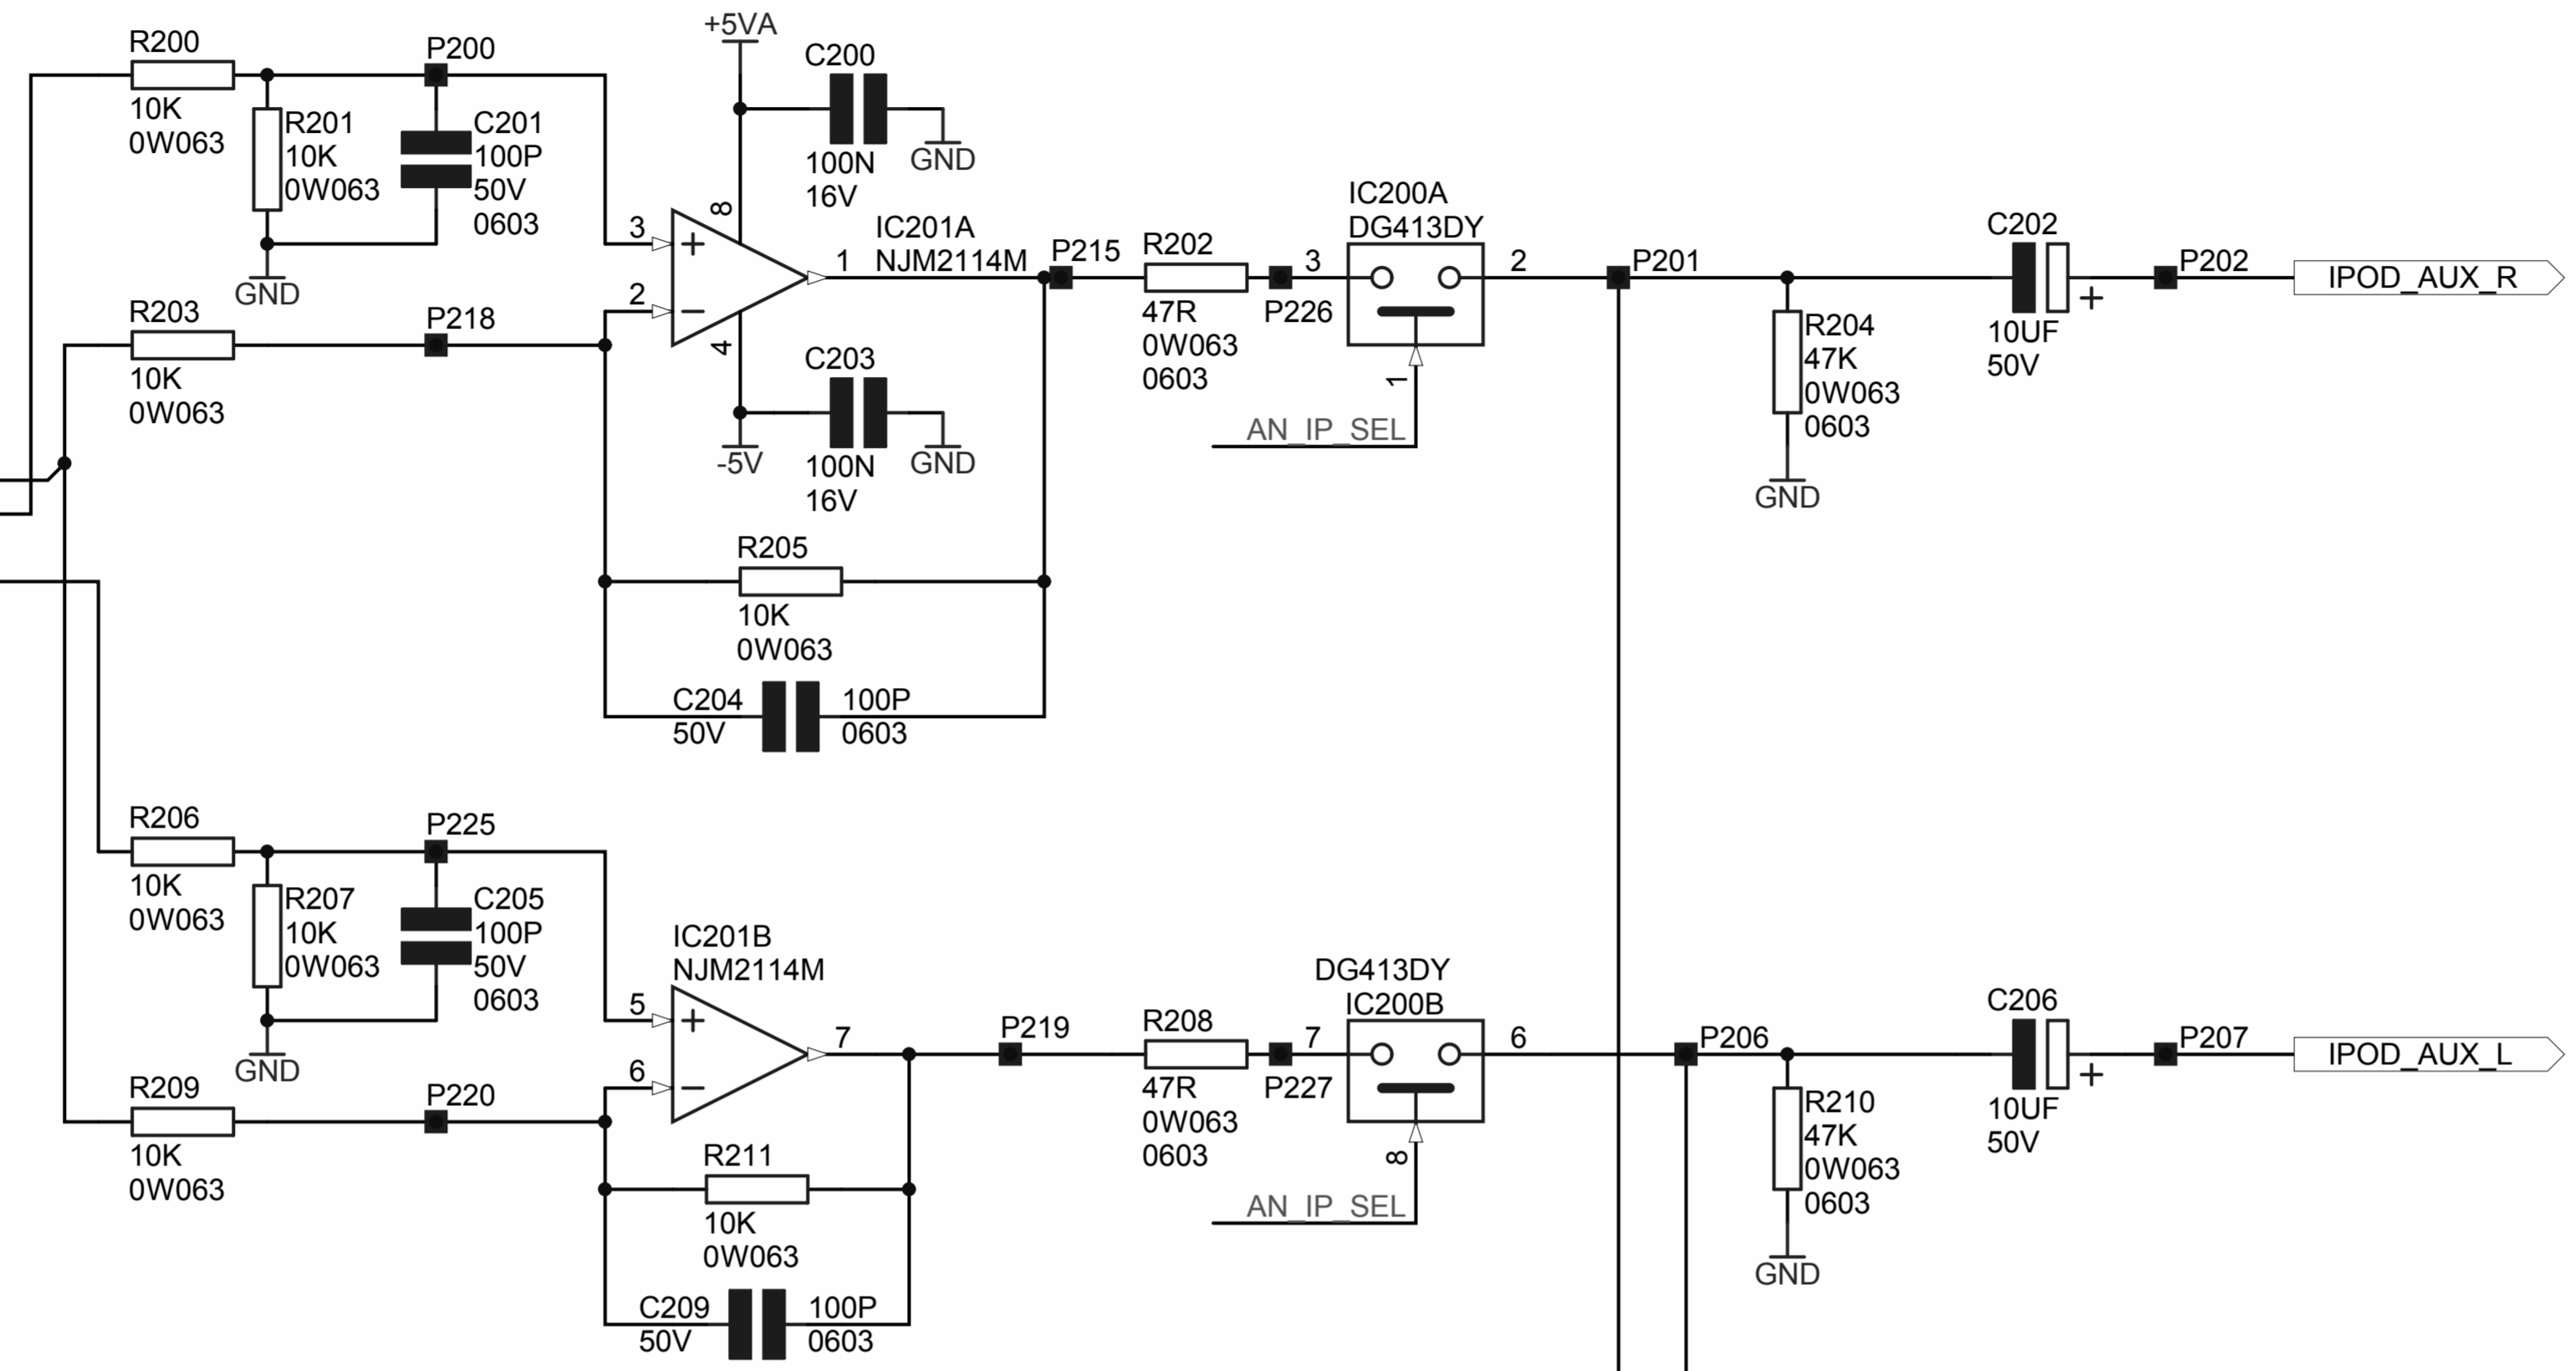 R200
10K
0W063
R201
10K
0W063
P200
C201
100P
50V
0603
GND
+5VA
C200
100N
16V
GND
R203
10K
0W063
P218
3
2
8
4
1
IC201A
NJM2114M
C203
100N
16V
GND
-5V
P215
R202
47R
0W063
0603
P226
3
IC200A
DG413DY
2
1
AN_IP_SEL
P201
R204
47K
0W063
0603
GND
C202
10UF
50V
+
P202
IPOD_AUX_R
R205
10K
0W063
C204
50V
100P
0603
R206
10K
0W063
R207
10K
0W063
P225
C205
100P
50V
0603
GND
R209
10K
0W063
P220
IC201B
NJM2114M
5
6
7
R211
10K
0W063
C209
50V
100P
0603
P219
R208
47R
0W063
0603
P227
7
DG413DY
IC200B
6
8
AN_IP_SEL
P206
R210
47K
0W063
0603
GND
C206
10UF
50V
+
P207
IPOD_AUX_L